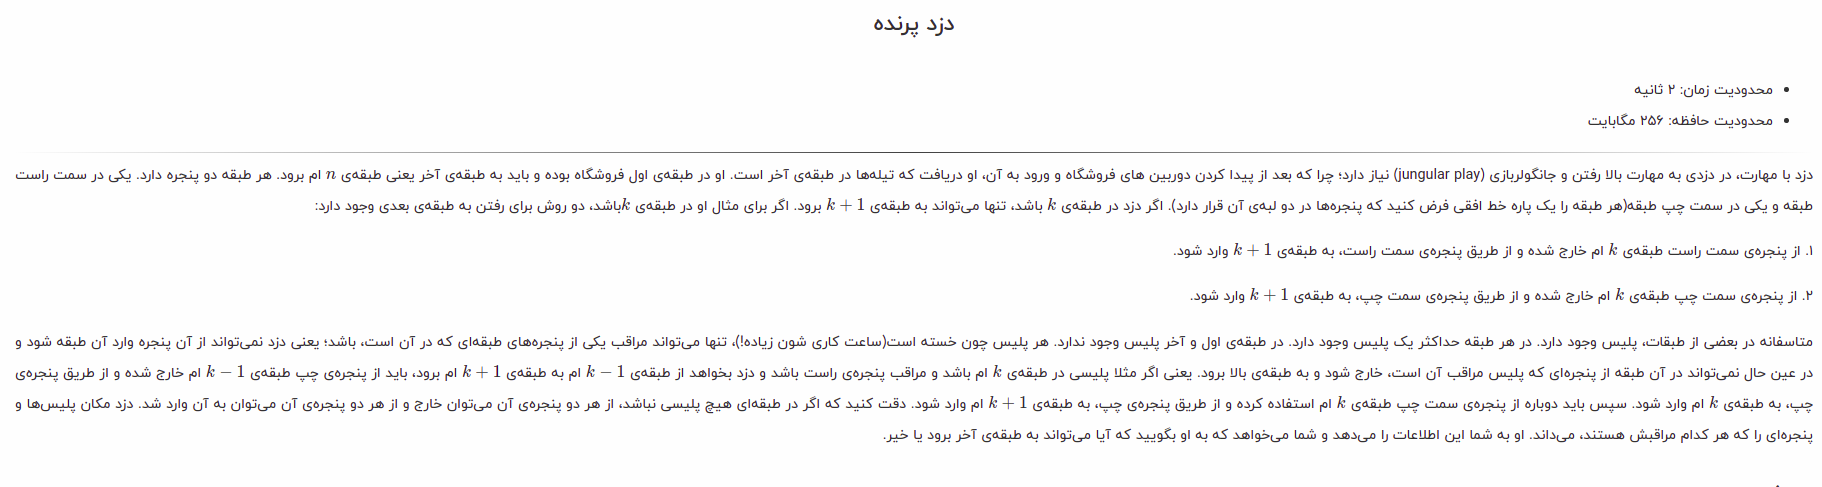 دزد پرنده
محدودیت زمان: ۲ ثانیه
محدودیت حافظه: ۲۵۶ مگابایت
دزد با مهارت، در دزدی به مهارت بالا رفتن و جانگولربازی (jungular play) نیاز دارد؛ چرا که بعد از پیدا کردن دوربین های فروشگاه و ورود به آن، او دریافت که تیله‌ها در طبقه‌ی آخر است. او در طبقه‌ی اول فروشگاه بوده و باید به طبقه‌ی آخر یعنی طبقه‌ی n ام برود. هر طبقه دو پنجره دارد. یکی در سمت راست
طبقه و یکی در سمت چپ طبقه(هر طبقه را یک پاره خط افقی فرض کنید که پنجره‌ها در دو لبه‌ی آن قرار دارد). اگر دزد در طبقه‌ی k باشد، تنها می‌تواند به طبقه‌ی k + 1 برود. اگر برای مثال او در طبقه‌ی kباشد، دو روش برای رفتن به طبقه‌ی بعدی وجود دارد:
۱. از پنجره‌ی سمت راست طبقه‌ی k ام خارج شده و از طریق پنجره‌ی سمت راست، به طبقه‌ی k + 1 وارد شود.
۲. از پنجره‌ی سمت چپ طبقه‌ی k ام خارج شده و از طریق پنجره‌ی سمت چپ، به طبقه‌ی k + 1 وارد شود.
متاسفانه در بعضی از طبقات، پلیس وجود دارد. در هر طبقه حداکثر یک پلیس وجود دارد. در طبقه‌ی اول و آخر پلیس وجود ندارد. هر پلیس چون خسته است(ساعت کاری شون زیاده!)، تنها می‌تواند مراقب یکی از پنجره‌های طبقه‌ای که در آن است، باشد؛ یعنی دزد نمی‌تواند از آن پنجره وارد آن طبقه شود و
در عین حال نمی‌تواند در آن طبقه از پنجره‌ای که پلیس مراقب آن است، خارج شود و به طبقه‌ی بالا برود. یعنی اگر مثلا پلیسی در طبقه‌ی k ام باشد و مراقب پنجره‌ی راست باشد و دزد بخواهد از طبقه‌ی k − 1 ام به طبقه‌ی k + 1 ام برود، باید از پنجره‌ی چپ طبقه‌ی k − 1 ام خارج شده و از طریق پنجره‌ی
چپ، به طبقه‌ی k ام وارد شود. سپس باید دوباره از پنجره‌ی سمت چپ طبقه‌ی k ام استفاده کرده و از طریق پنجره‌ی چپ، به طبقه‌ی k + 1 ام وارد شود. دقت کنید که اگر در طبقه‌ای هیچ پلیسی نباشد، از هر دو پنجره‌ی آن می‌توان خارج و از هر دو پنجره‌ی آن می‌توان به آن وارد شد. دزد مکان پلیس‌ها و
پنجره‌ای را که هر کدام مراقبش هستند، می‌داند. او به شما این اطلاعات را می‌دهد و شما می‌خواهد که به او بگویید که آیا می‌تواند به طبقه‌ی آخر برود یا خیر.